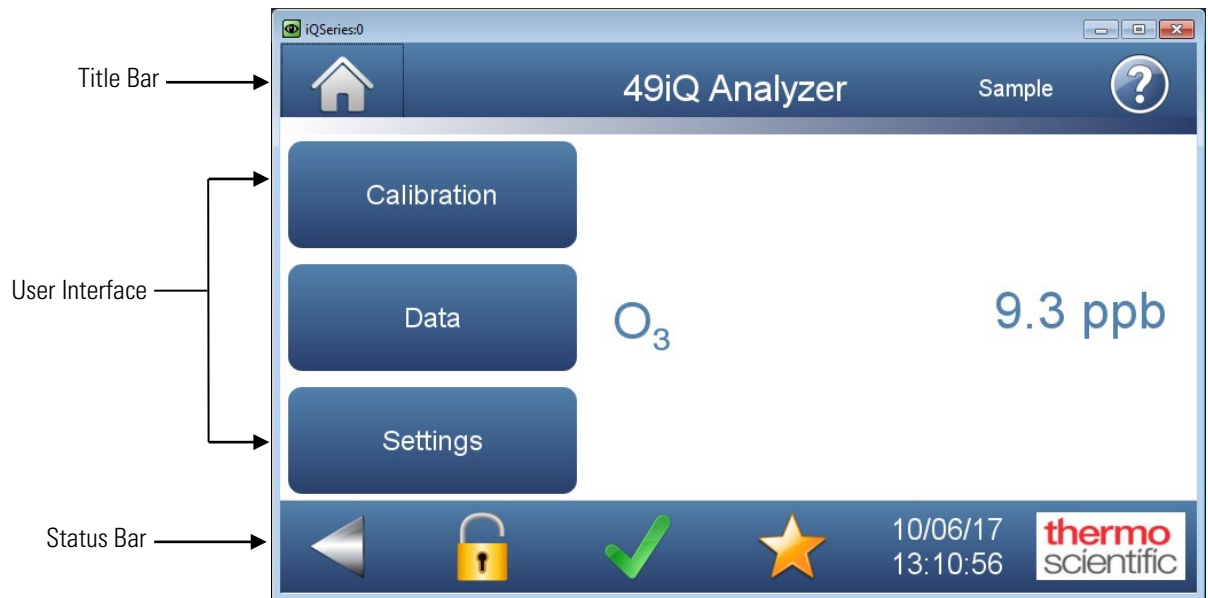 iQSeries:0
Title Bar
49iQ Analyzer
Sample
?
Calibration
User Interface
Data
O₃
9.3 ppb
Settings
Status Bar
10/06/17
13:10:56
thermo
scientific